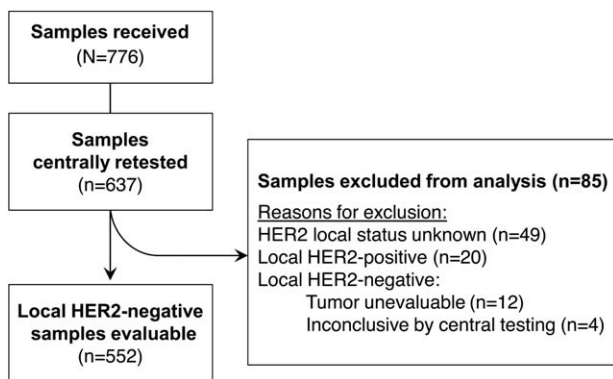 Samples received
(N=776)
Samples
centrally retested
(n=637)
Samples excluded from analysis (n=85)
Reasons for exclusion:
HER2 local status unknown (n=49)
Local HER2-positive (n=20)
Local HER2-negative:
Tumor unevaluable (n=12)
Inconclusive by central testing (n=4)
Local HER2-negative
samples evaluable
(n=552)